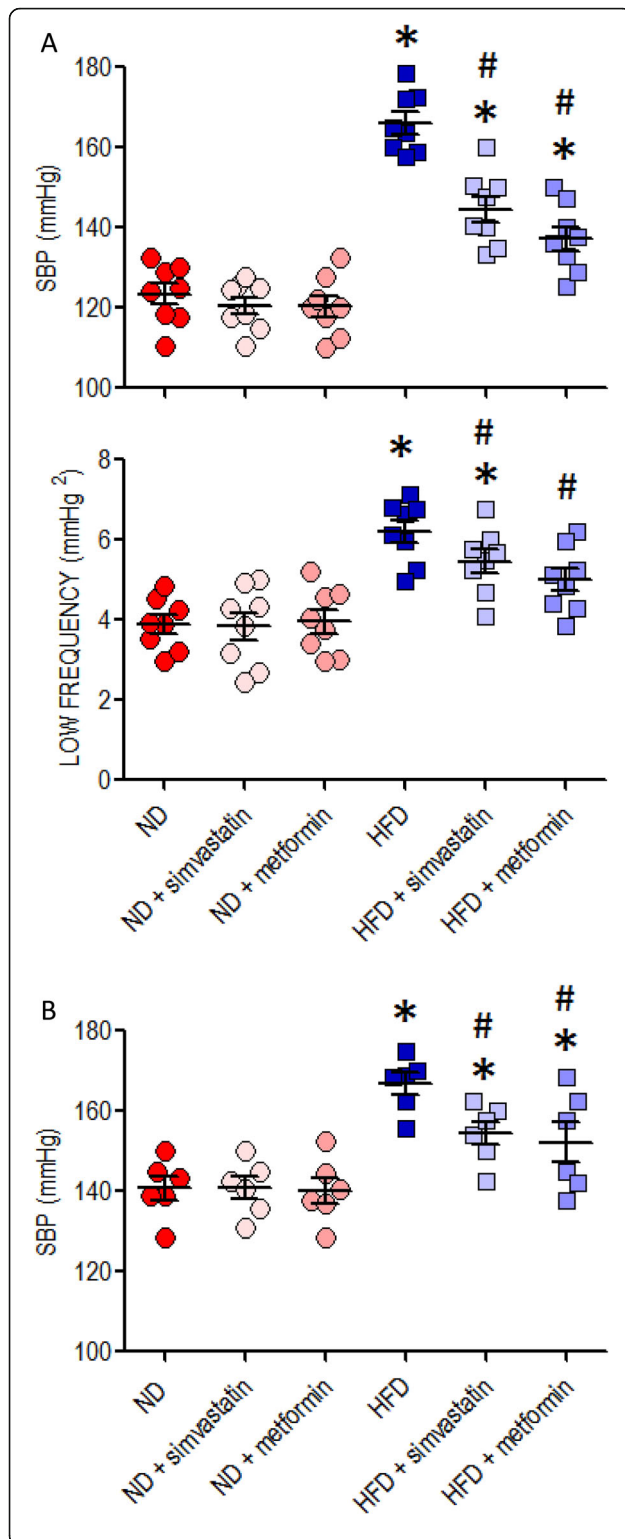 A
SBP (mmHg)
180
160
140
120
100
*
#
*
#
*
LOW FREQUENCY (mmHg ²)
8
6
4
2
0
*
#
*
#
ND
ND + simvastatin
ND + metformin
HFD
HFD + simvastatin
HFD + metformin
B
SBP (mmHg)
180
160
140
120
100
*
#
*
#
*
ND
ND + simvastatin
ND + metformin
HFD
HFD + simvastatin
HFD + metformin